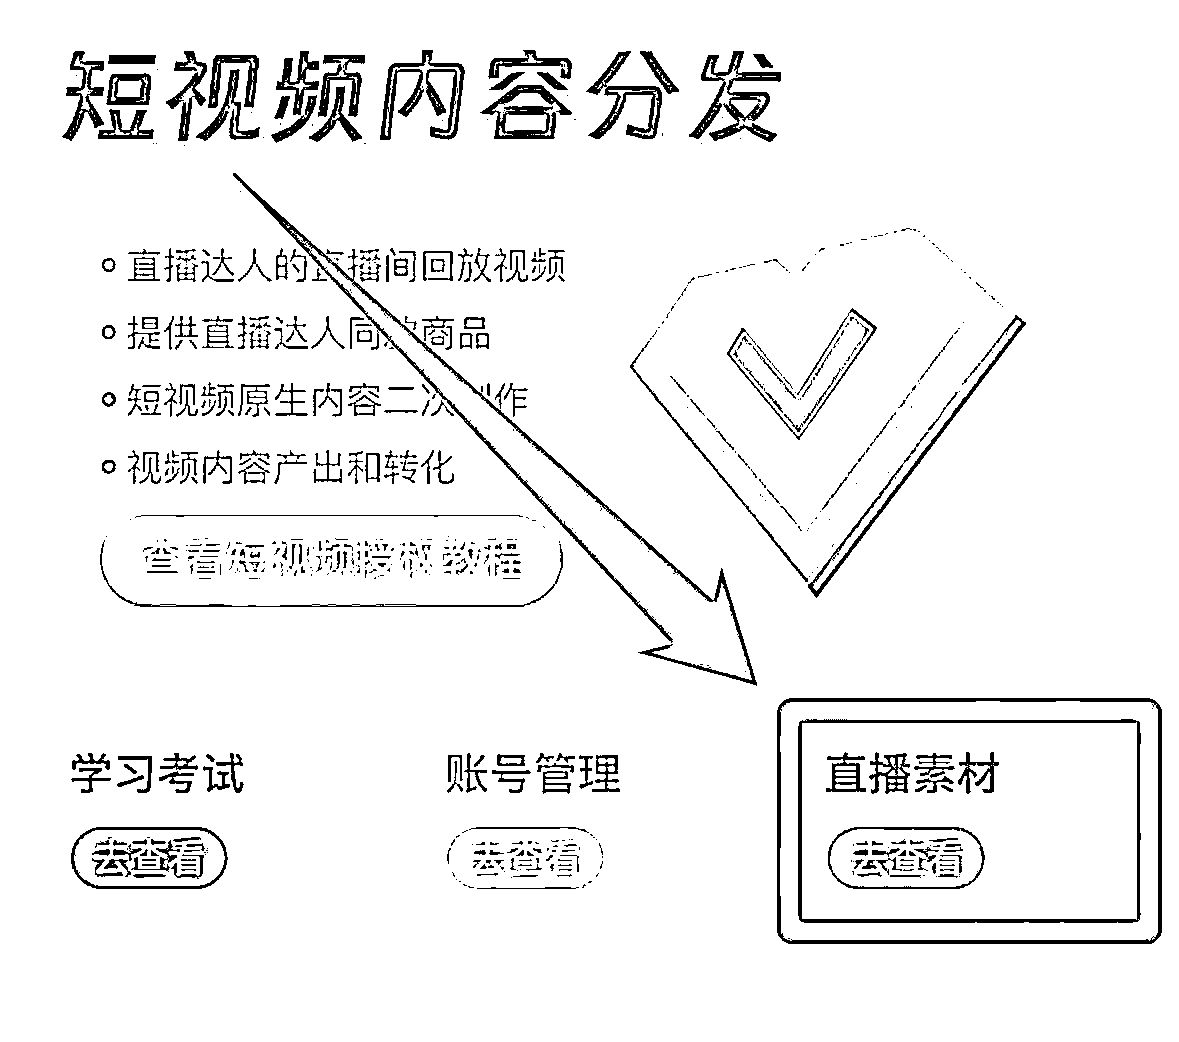 短视频内容分发
直播达人的直播间回放视频
提供直播达人同款商品
短视频原生内容二次创作
视频内容产出和转化
查看短视频授权教程
学习考试
账号管理
直播素材
去查看
去查看
去查看